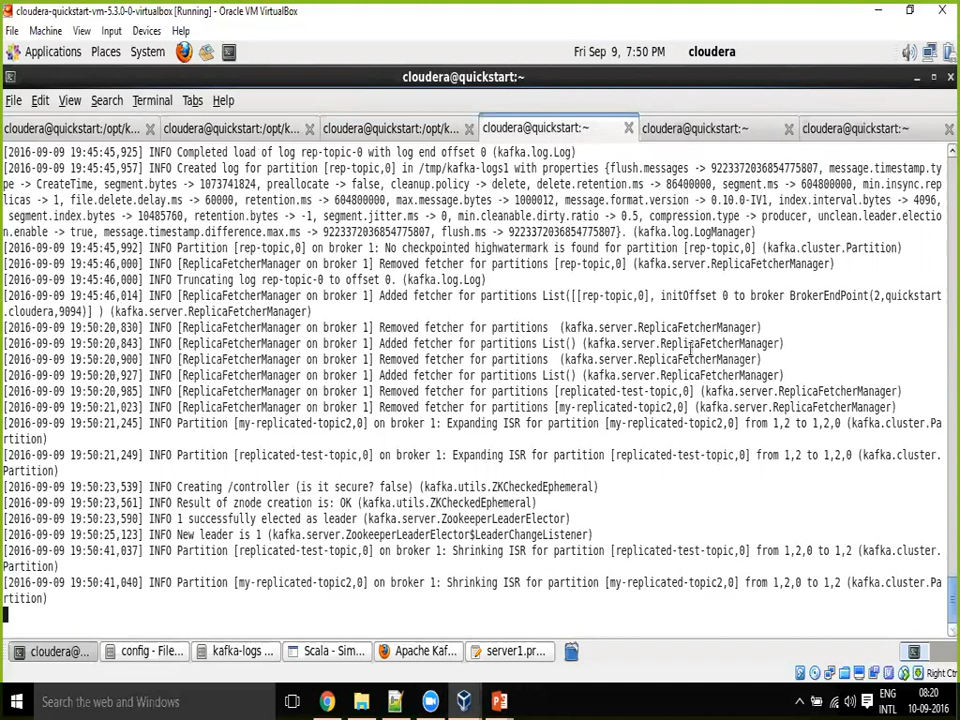 cloudera-quickstart-vm-5.3.0-0-virtualbox [Running] - Oracle VM VirtualBox
File Machine View Input Devices Help
Applications Places System Fri Sep 9, 7:50 PM cloudera
cloudera@quickstart:~
File Edit View Search Terminal Tabs Help
cloudera@quickstart:/opt/k... cloudera@quickstart:/opt/k... cloudera@quickstart:/opt/k... cloudera@quickstart:~ cloudera@quickstart:~ cloudera@quickstart:~
[2016-09-09 19:45:45,925] INFO Completed load of log rep-topic-0 with log end offset 0 (kafka.log.Log)
[2016-09-09 19:45:45,957] INFO Created log for partition [rep-topic,0] in /tmp/kafka-logs1 with properties {flush.messages -> 9223372036854775807, message.timestamp.ty
pe -> CreateTime, segment.bytes -> 1073741824, preallocate -> false, cleanup.policy -> delete, delete.retention.ms -> 86400000, segment.ms -> 604800000, min.insync.rep
licas -> 1, file.delete.delay.ms -> 60000, retention.ms -> 604800000, max.message.bytes -> 1000012, message.format.version -> 0.10.0-IV1, index.interval.bytes -> 4096,
segment.index.bytes -> 10485760, retention.bytes -> -1, segment.jitter.ms -> 0, min.cleanable.dirty.ratio -> 0.5, compression.type -> producer, unclean.leader.electio
n.enable -> true, message.timestamp.difference.max.ms -> 9223372036854775807, flush.ms -> 9223372036854775807}. (kafka.log.LogManager)
[2016-09-09 19:45:45,992] INFO Partition [rep-topic,0] on broker 1: No checkpointed highwatermark is found for partition [rep-topic,0] (kafka.cluster.Partition)
[2016-09-09 19:45:46,000] INFO [ReplicaFetcherManager on broker 1] Removed fetcher for partitions [rep-topic,0] (kafka.server.ReplicaFetcherManager)
[2016-09-09 19:45:46,000] INFO Truncating log rep-topic-0 to offset 0. (kafka.log.Log)
[2016-09-09 19:45:46,014] INFO [ReplicaFetcherManager on broker 1] Added fetcher for partitions List([[rep-topic,0], initOffset 0 to broker BrokerEndPoint(2,quickstart
.cloudera,9094)] ) (kafka.server.ReplicaFetcherManager)
[2016-09-09 19:50:20,830] INFO [ReplicaFetcherManager on broker 1] Removed fetcher for partitions (kafka.server.ReplicaFetcherManager)
[2016-09-09 19:50:20,843] INFO [ReplicaFetcherManager on broker 1] Added fetcher for partitions List() (kafka.server.ReplicaFetcherManager)
[2016-09-09 19:50:20,900] INFO [ReplicaFetcherManager on broker 1] Removed fetcher for partitions (kafka.server.ReplicaFetcherManager)
[2016-09-09 19:50:20,927] INFO [ReplicaFetcherManager on broker 1] Added fetcher for partitions List() (kafka.server.ReplicaFetcherManager)
[2016-09-09 19:50:20,985] INFO [ReplicaFetcherManager on broker 1] Removed fetcher for partitions [replicated-test-topic,0] (kafka.server.ReplicaFetcherManager)
[2016-09-09 19:50:21,023] INFO [ReplicaFetcherManager on broker 1] Removed fetcher for partitions [my-replicated-topic2,0] (kafka.server.ReplicaFetcherManager)
[2016-09-09 19:50:21,245] INFO Partition [my-replicated-topic2,0] on broker 1: Expanding ISR for partition [my-replicated-topic2,0] from 1,2 to 1,2,0 (kafka.cluster.Pa
rtition)
[2016-09-09 19:50:21,249] INFO Partition [replicated-test-topic,0] on broker 1: Expanding ISR for partition [replicated-test-topic,0] from 1,2 to 1,2,0 (kafka.cluster.
Partition)
[2016-09-09 19:50:23,539] INFO Creating /controller (is it secure? false) (kafka.utils.ZKCheckedEphemeral)
[2016-09-09 19:50:23,561] INFO Result of znode creation is: OK (kafka.utils.ZKCheckedEphemeral)
[2016-09-09 19:50:23,590] INFO 1 successfully elected as leader (kafka.server.ZookeeperLeaderElector)
[2016-09-09 19:50:25,123] INFO New leader is 1 (kafka.server.ZookeeperLeaderElector$LeaderChangeListener)
[2016-09-09 19:50:41,037] INFO Partition [replicated-test-topic,0] on broker 1: Shrinking ISR for partition [replicated-test-topic,0] from 1,2,0 to 1,2 (kafka.cluster.
Partition)
[2016-09-09 19:50:41,040] INFO Partition [my-replicated-topic2,0] on broker 1: Shrinking ISR for partition [my-replicated-topic2,0] from 1,2,0 to 1,2 (kafka.cluster.Pa
rtition)
cloudera@... config - File... kafka-logs ... Scala - Sim... Apache Kaf... server1.pr...
Right Ctr
Search the web and Windows ENG 08:20
INTL 10-09-2016